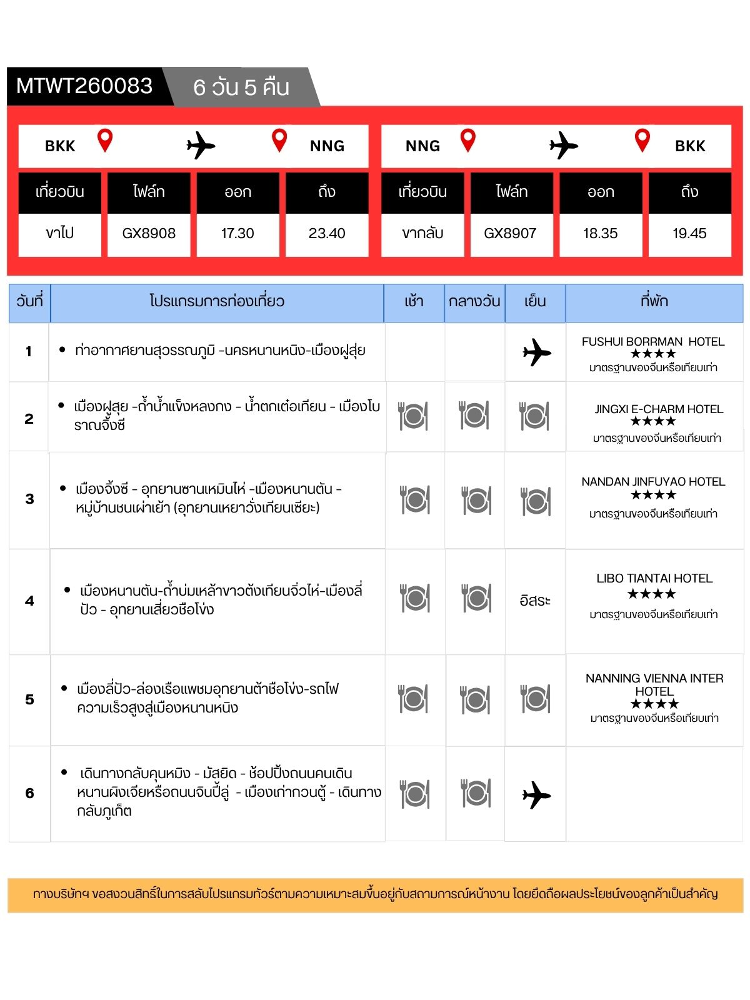 MTWT260083
6 วัน 5 คืน
BKK
NNG
NNG
BKK
เที่ยวบิน ไฟล์ท ออก ถึง
เที่ยวบิน ไฟล์ท ออก ถึง
ขาไป GX8908 17.30 23.40
ขากลับ GX8907 18.35 19.45
วันที่ โปรแกรมการท่องเที่ยว เช้า กลางวัน เย็น ที่พัก
1
• ท่าอากาศยานสุวรรณภูมิ -นครหนานหนิง-เมืองฝูสุ่ย
FUSHUI BORRMAN HOTEL
★★★★
มาตรฐานของจีนหรือเทียบเท่า
2
• เมืองฝูสุย -ถ้ำน้ำแข็งหลงกง - น้ำตกเต๋อเทียน - เมืองโบ
ราณจิ้งซี
JINGXI E-CHARM HOTEL
★★★★
มาตรฐานของจีนหรือเทียบเท่า
3
• เมืองจิ้งซี - อุทยานซานเหมินไห่ -เมืองหนานตัน -
หมู่บ้านชนเผ่าเย้า (อุทยานเหยาวั่งเทียนเซียะ)
NANDAN JINFUYAO HOTEL
★★★★
มาตรฐานของจีนหรือเทียบเท่า
4
• เมืองหนานตัน-ถ้ำบ่มเหล้าขาวตังเทียนจิ่วไห่-เมืองลี่
ปัว - อุทยานเสี่ยวชือโข่ง
อิสระ
LIBO TIANTAI HOTEL
★★★★
มาตรฐานของจีนหรือเทียบเท่า
5
• เมืองลี่ปัว-ล่องเรือแพชมอุทยานต้าชือโข่ง-รถไฟ
ความเร็วสูงสู่เมืองหนานหนิง
NANNING VIENNA INTER
HOTEL
★★★★
มาตรฐานของจีนหรือเทียบเท่า
6
• เดินทางกลับคุนหมิง - มัสยิด - ช้อปปิ้งถนนคนเดิน
หนานผิงเจียหรือถนนจินปี้ลู่ - เมืองเก่ากวนตู้ - เดินทาง
กลับภูเก็ต
ทางบริษัทฯ ขอสงวนสิทธิ์ในการสลับโปรแกรมทัวร์ตามความเหมาะสมขึ้นอยู่กับสถามการณ์หน้างาน โดยยึดถือผลประโยชน์ของลูกค้าเป็นสำคัญ